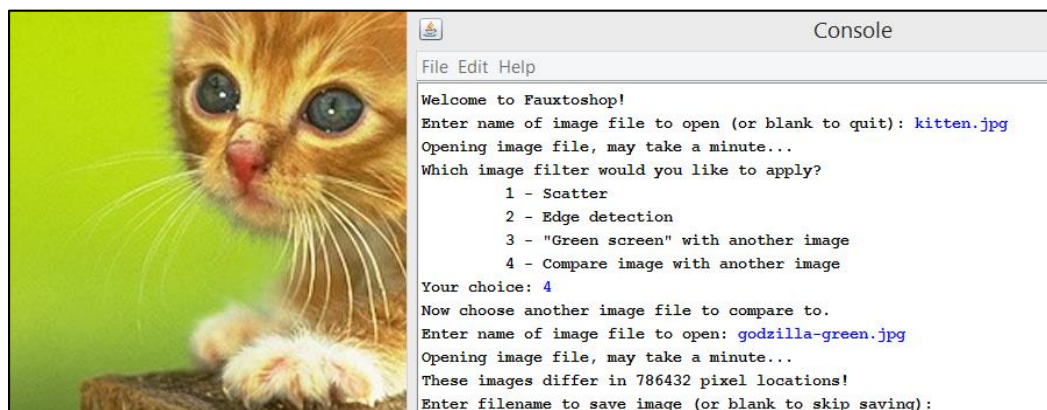 Console
File Edit Help
Welcome to Fauxtoshop!
Enter name of image file to open (or blank to quit): kitten.jpg
Opening image file, may take a minute...
Which image filter would you like to apply?
1 - Scatter
2 - Edge detection
3 - "Green screen" with another image
4 - Compare image with another image
Your choice: 4
Now choose another image file to compare to.
Enter name of image file to open: godzilla-green.jpg
Opening image file, may take a minute...
These images differ in 786432 pixel locations!
Enter filename to save image (or blank to skip saving):